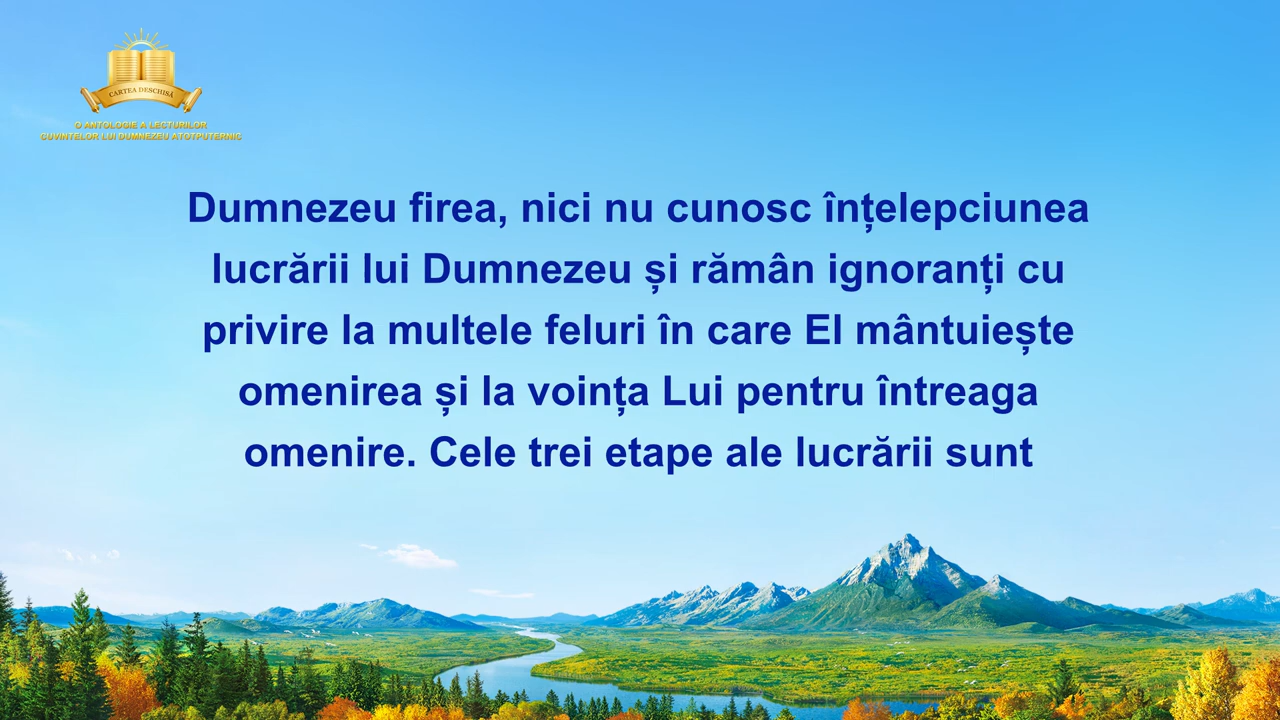 CARTEA DESCHISĂ
O ANTOLOGIE A LECTURILOR
CUVINTELOR LUI DUMNEZEU ATOTPUTERNIC
Dumnezeu firea, nici nu cunosc înțelepciunea
lucrării lui Dumnezeu și rămân ignoranți cu
privire la multele feluri în care El mântuiește
omenirea și la voința Lui pentru întreaga
omenire. Cele trei etape ale lucrării sunt